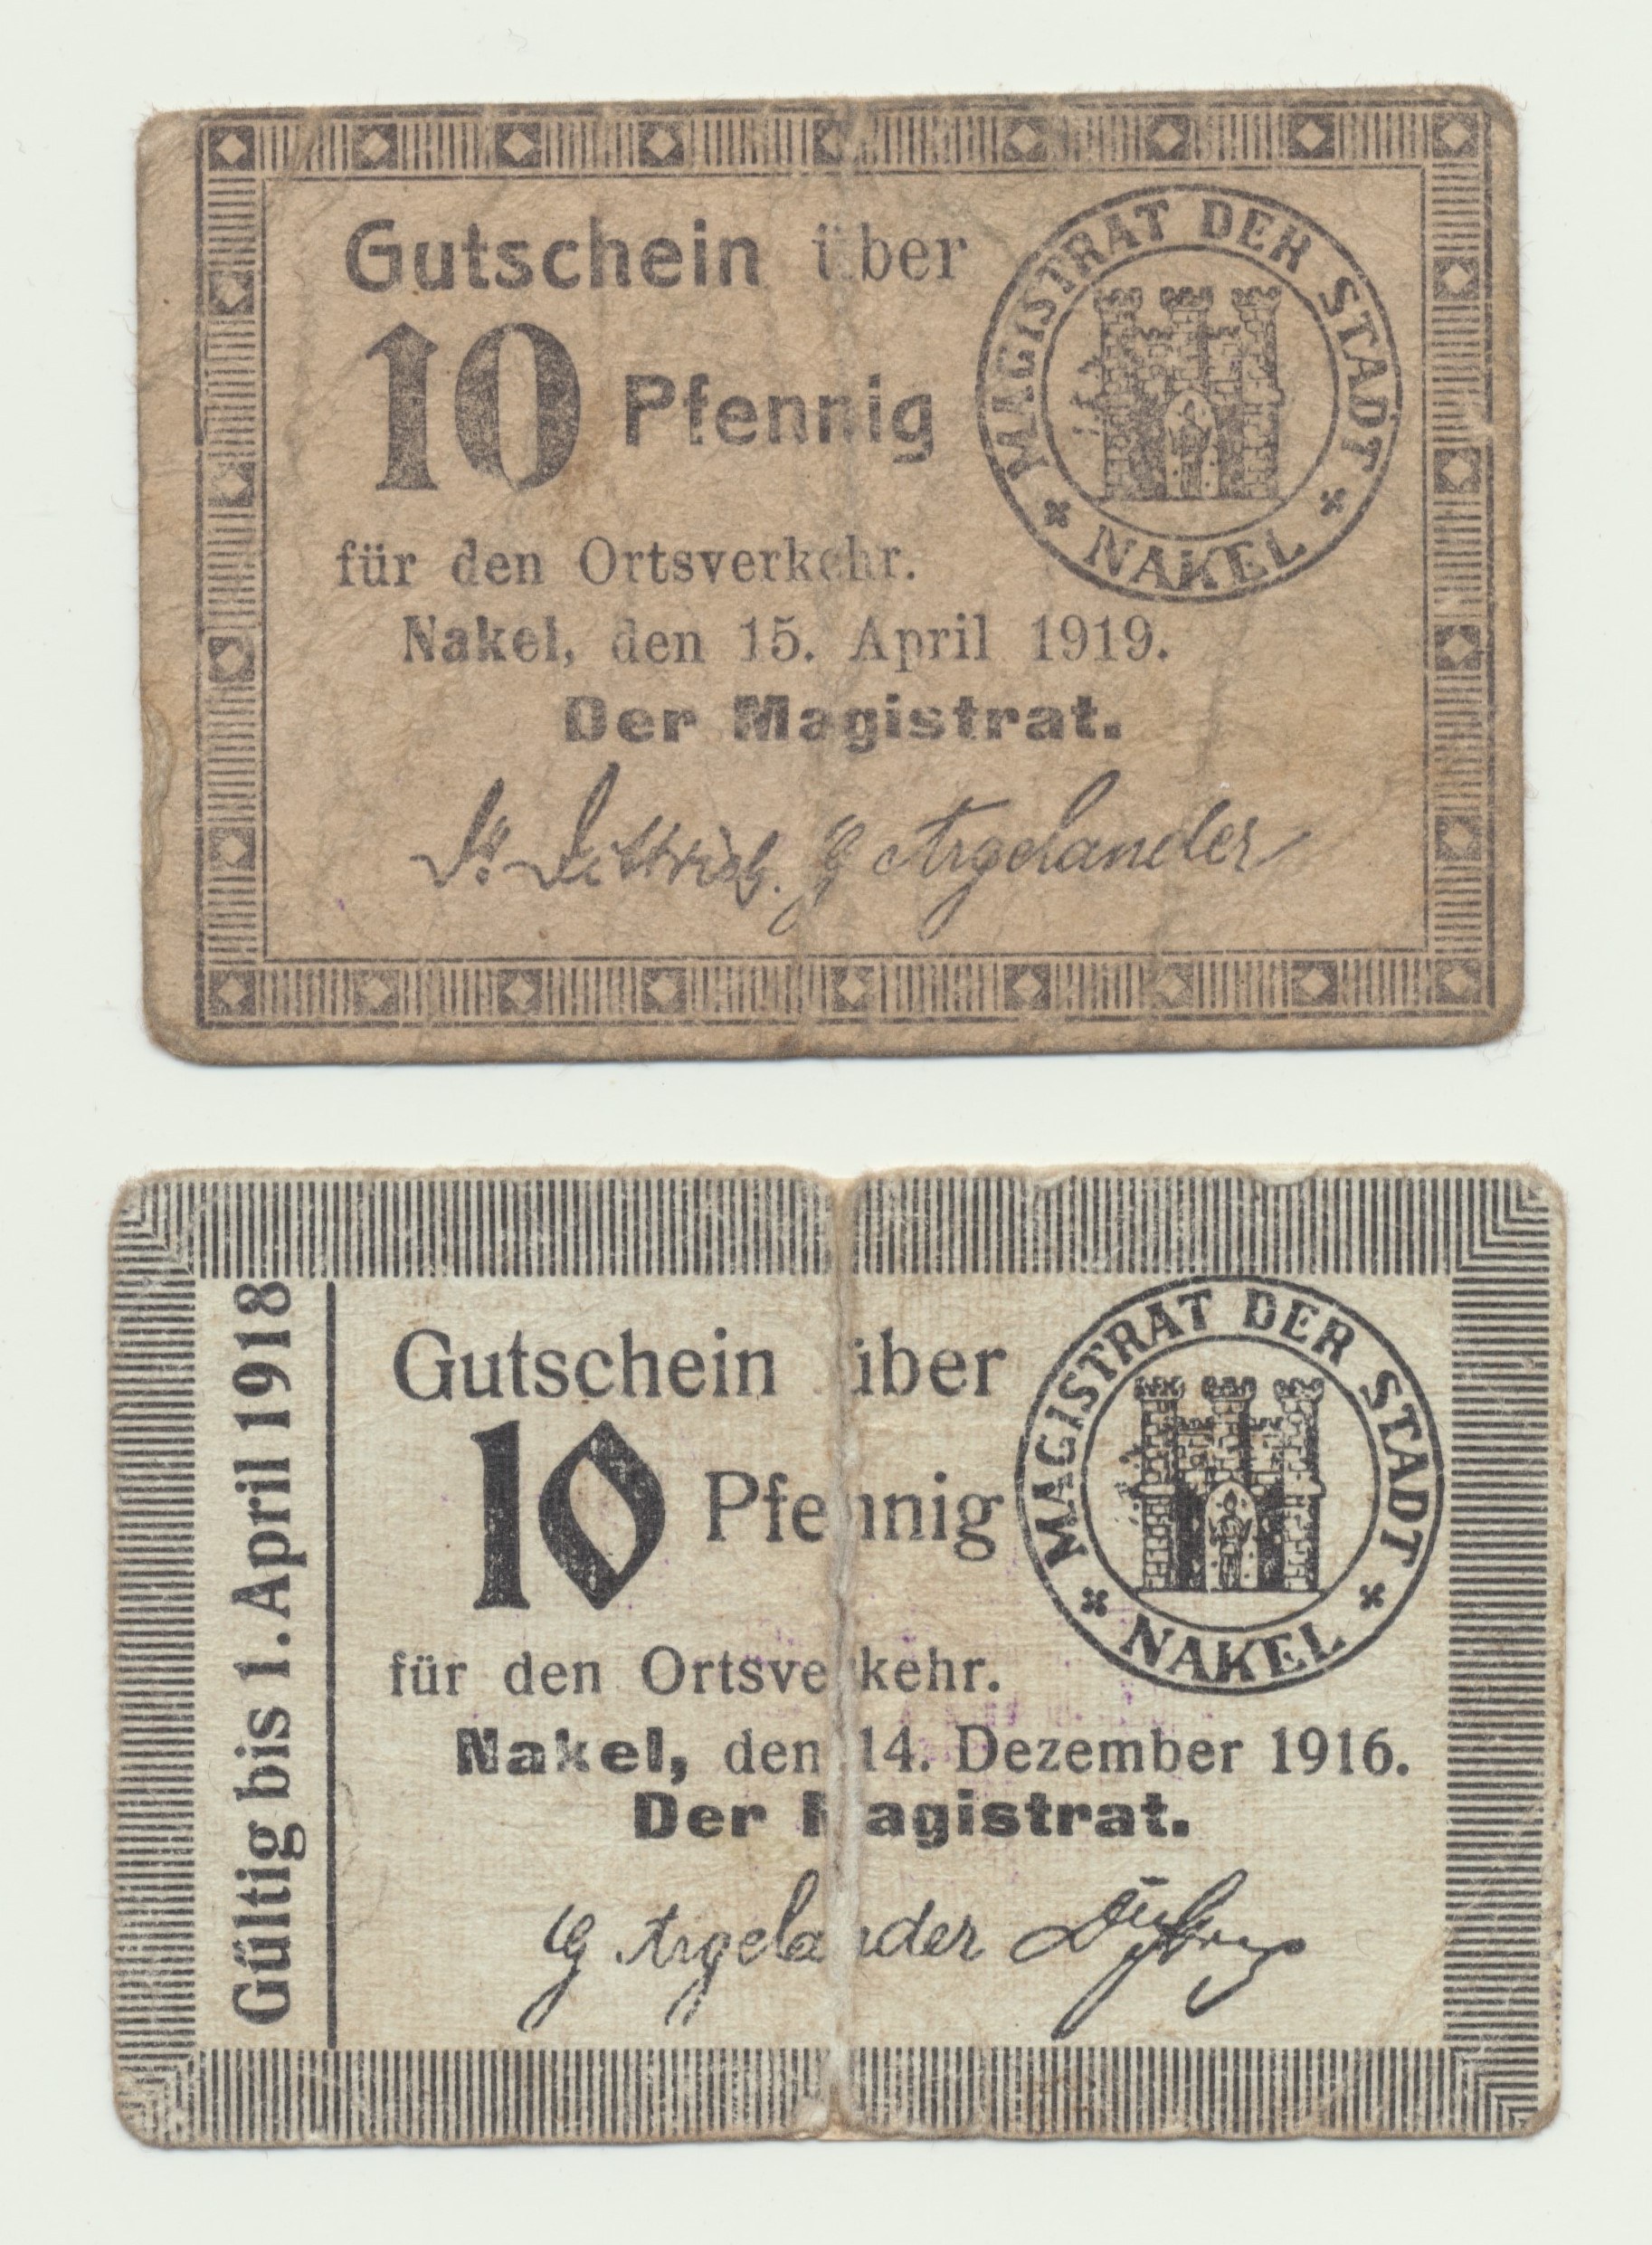 Gutschein über
10 Pfennig
MAGISTRAT DER STADT
NAKEL
für den Ortsverkehr.
Nakel, den 15. April 1919.
Der Magistrat.
Dr. Dittrich. G Argelander
Gültig bis 1. April 1918
Gutschein über
10 Pfennig
MAGISTRAT DER STADT
NAKEL
für den Ortsverkehr.
Nakel, den 14. Dezember 1916.
Der Magistrat.
G Argelander